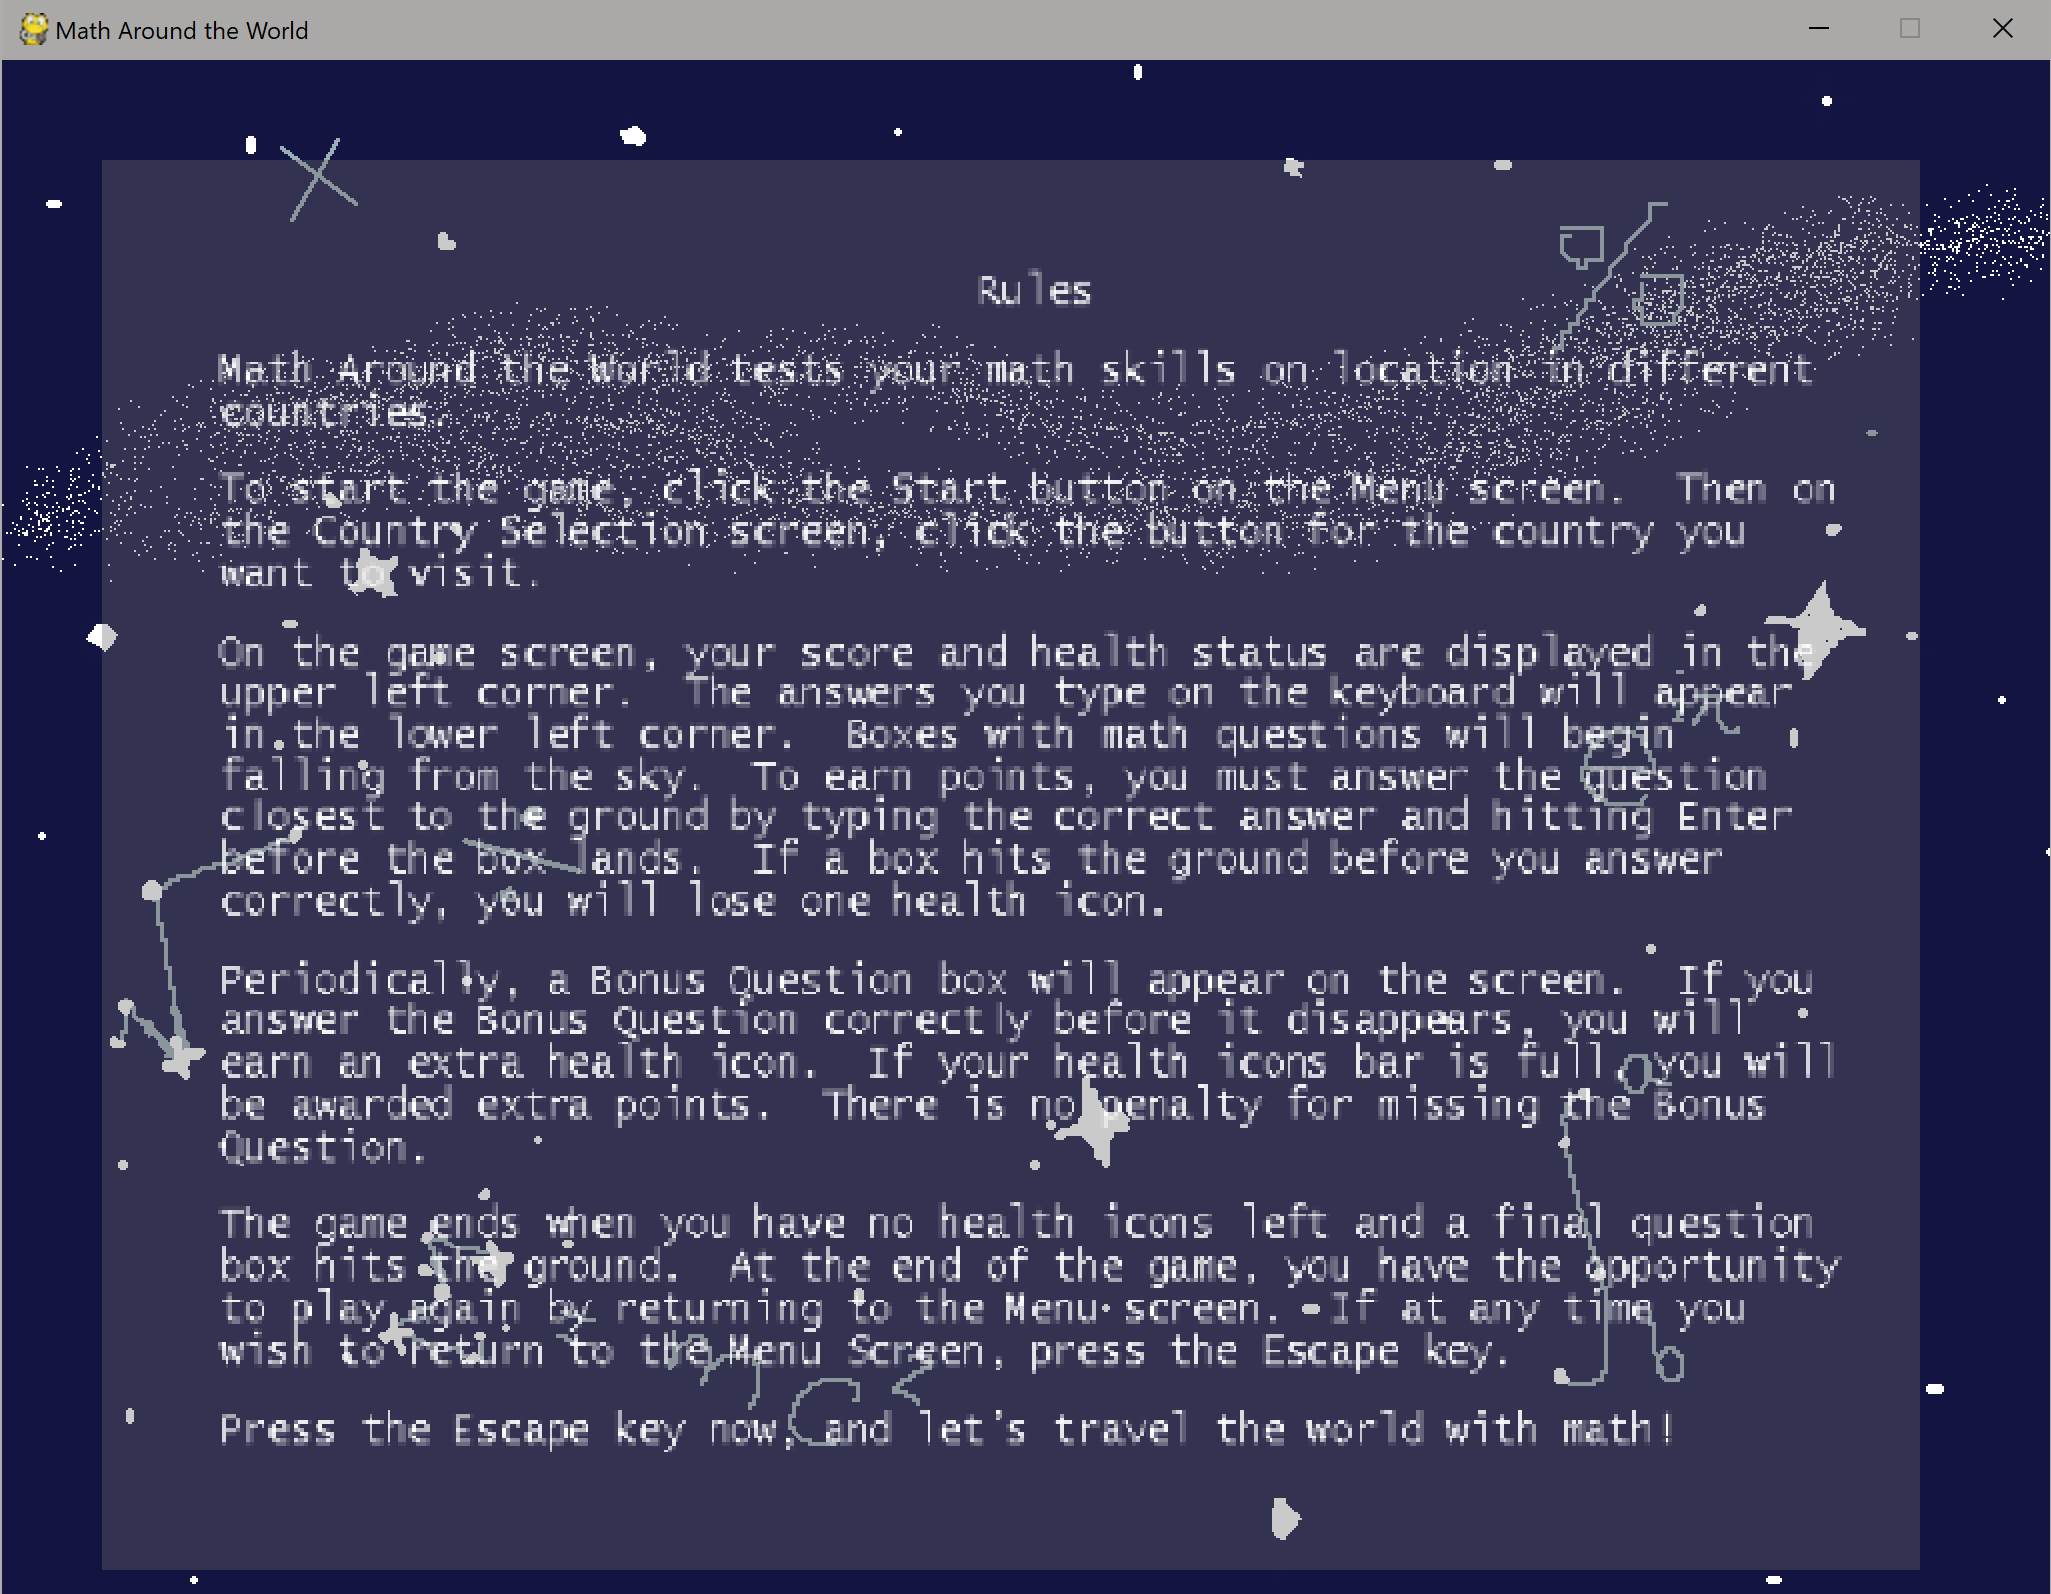 Math Around the World
Rules
Math Around the World tests your math skills on location in different
countries.
To start the game, click the Start button on the Menu screen.  Then on
the Country Selection screen, click the button for the country you
want to visit.
On the game screen, your score and health status are displayed in the
upper left corner.  The answers you type on the keyboard will appear
in the lower left corner.  Boxes with math questions will begin
falling from the sky.  To earn points, you must answer the question
closest to the ground by typing the correct answer and hitting Enter
before the box lands.  If a box hits the ground before you answer
correctly, you will lose one health icon.
Periodically, a Bonus Question box will appear on the screen.  If you
answer the Bonus Question correctly before it disappears, you will
earn an extra health icon.  If your health icons bar is full, you will
be awarded extra points.  There is no penalty for missing the Bonus
Question.
The game ends when you have no health icons left and a final question
box hits the ground.  At the end of the game, you have the opportunity
to play again by returning to the Menu screen.  If at any time you
wish to return to the Menu Screen, press the Escape key.
Press the Escape key now, and let's travel the world with math!